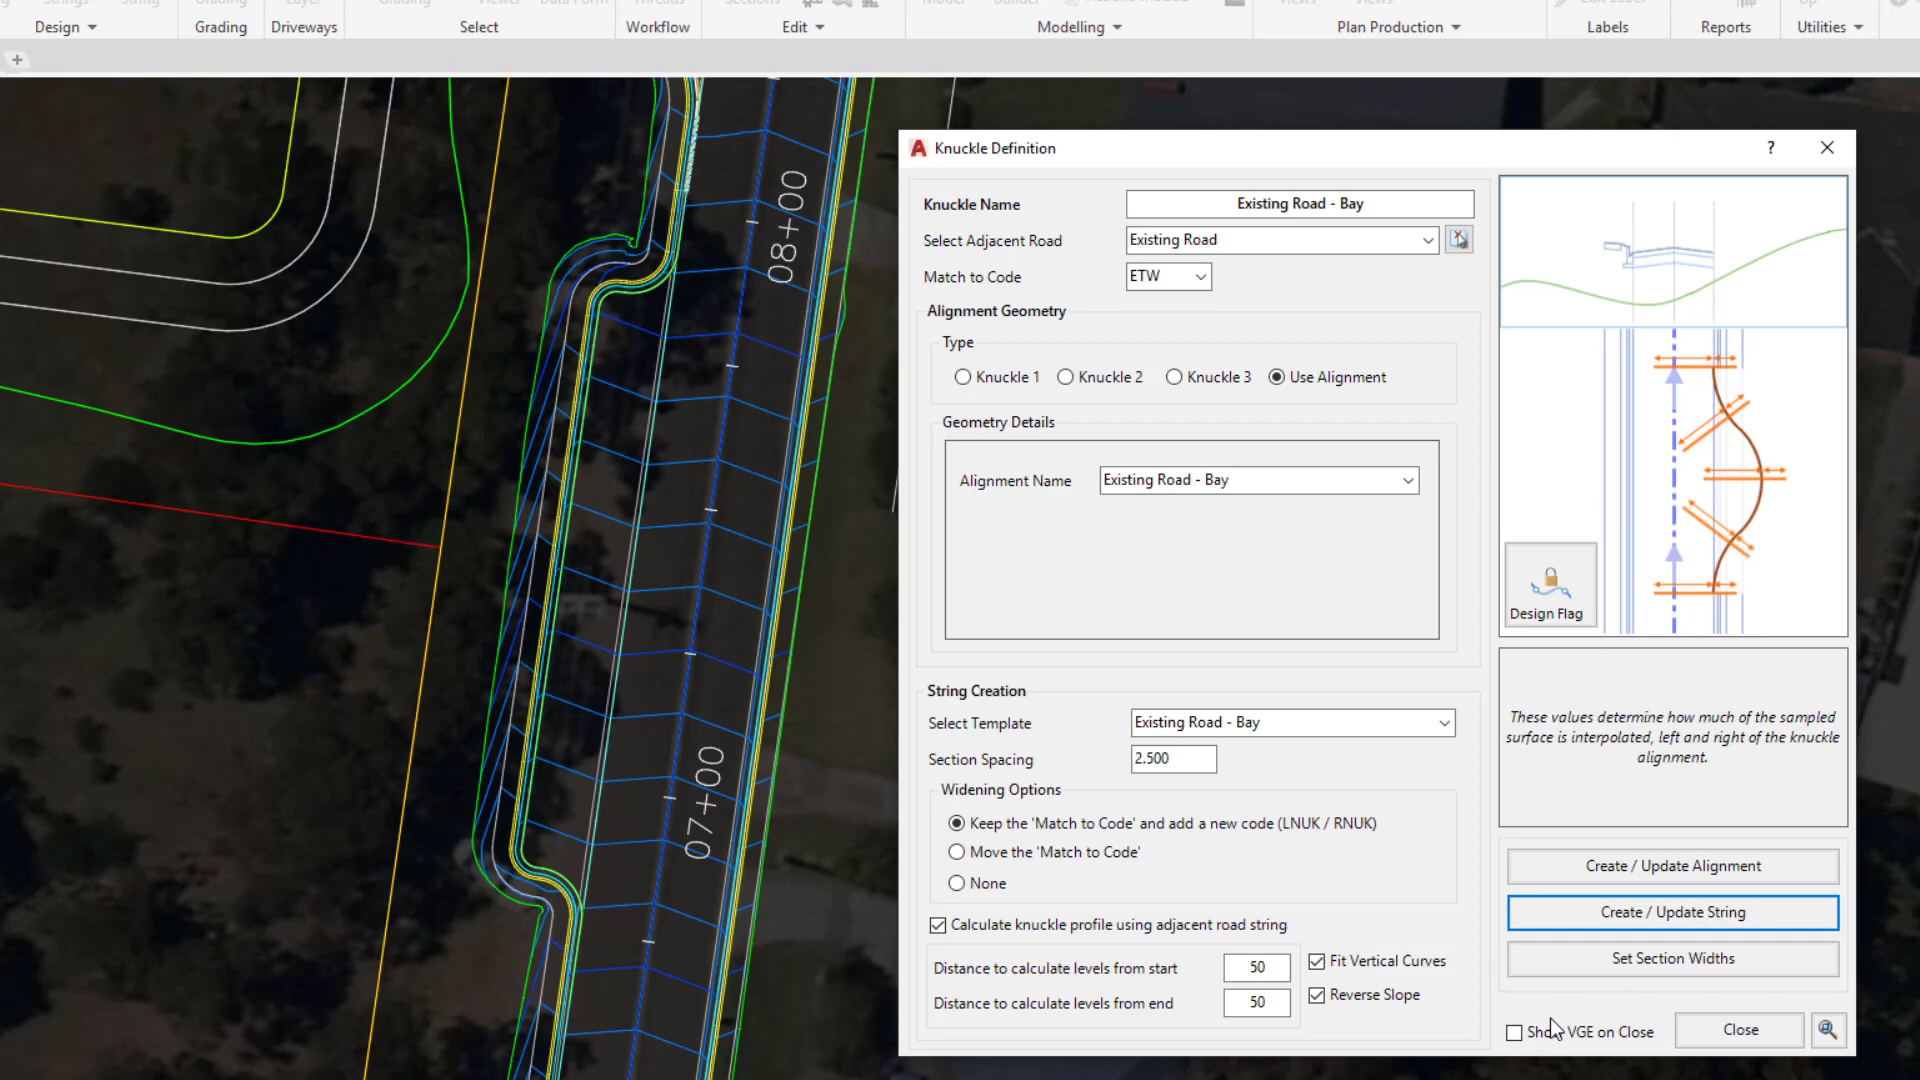 Design
Grading
Driveways
Select
Workflow
Edit
Modelling
Plan Production
Labels
Reports
Utilities
Knuckle Definition
?
Knuckle Name
Existing Road - Bay
Select Adjacent Road
Existing Road
Match to Code
ETW
Alignment Geometry
Type
Knuckle 1
Knuckle 2
Knuckle 3
Use Alignment
Geometry Details
Alignment Name
Existing Road - Bay
Design Flag
These values determine how much of the sampled
surface is interpolated, left and right of the knuckle
alignment.
String Creation
Select Template
Existing Road - Bay
Section Spacing
2.500
Widening Options
Keep the 'Match to Code' and add a new code (LNUK / RNUK)
Move the 'Match to Code'
None
Calculate knuckle profile using adjacent road string
Distance to calculate levels from start
50
Fit Vertical Curves
Distance to calculate levels from end
50
Reverse Slope
Create / Update Alignment
Create / Update String
Set Section Widths
VGE on Close
Close
08+00
07+00